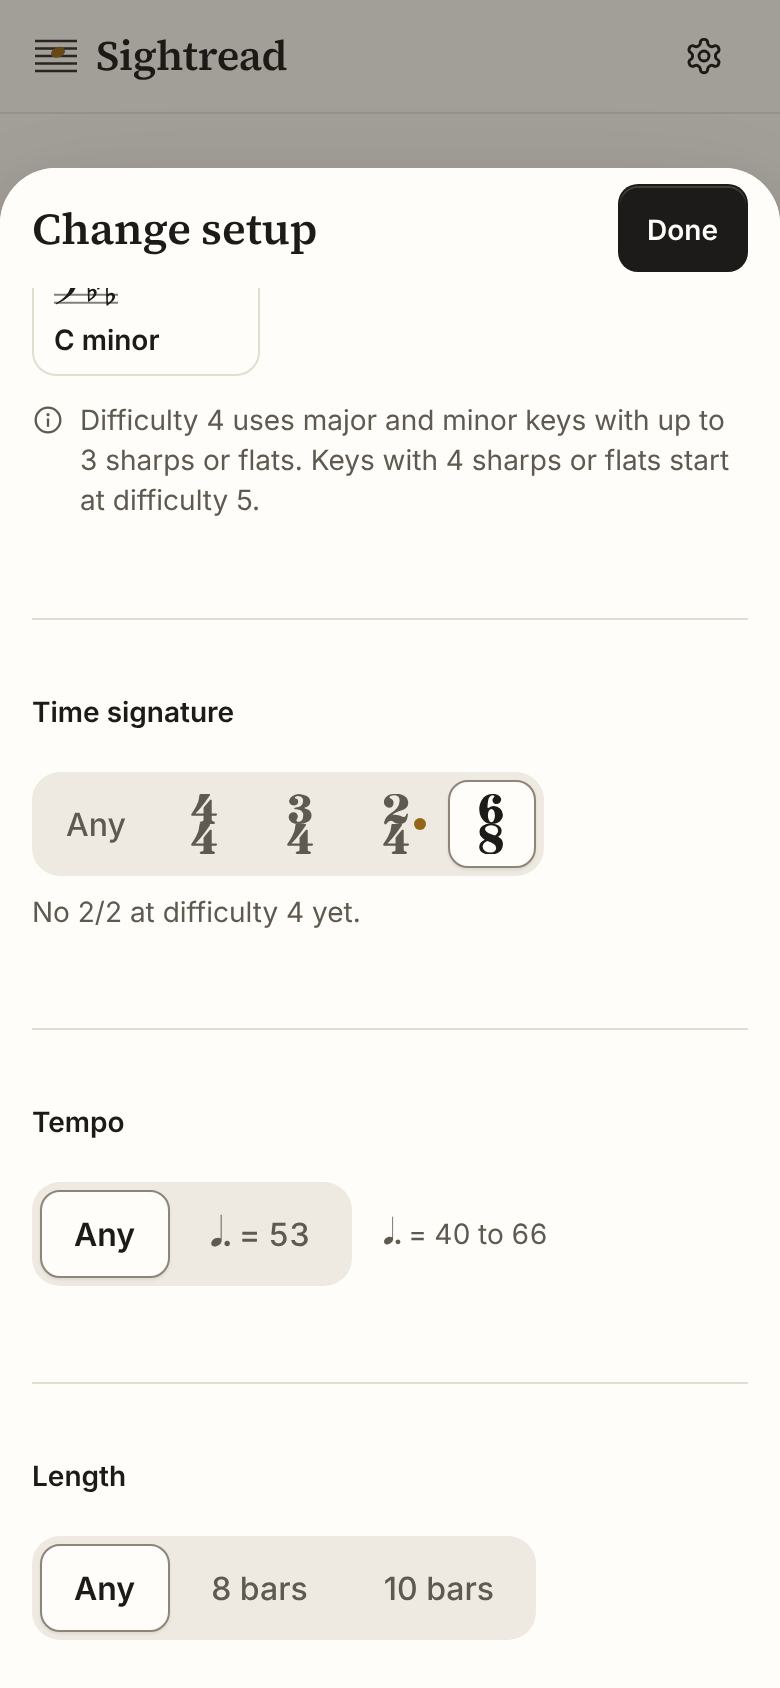 Sightread
Change setup
Done
C minor
Difficulty 4 uses major and minor keys with up to
3 sharps or flats. Keys with 4 sharps or flats start
at difficulty 5.
Time signature
Any 4/4 3/4 2/4 6/8
No 2/2 at difficulty 4 yet.
Tempo
Any ♩. = 53 ♩. = 40 to 66
Length
Any 8 bars 10 bars